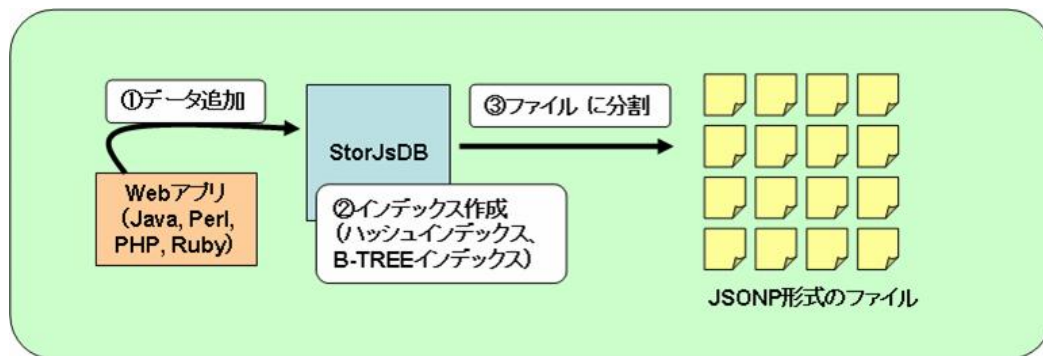 ①データ追加
③ファイル に分割
StorJsDB
Webアプリ
(Java, Perl,
PHP, Ruby)
②インデックス作成
(ハッシュインデックス、
B-TREEインデックス)
JSONP形式のファイル